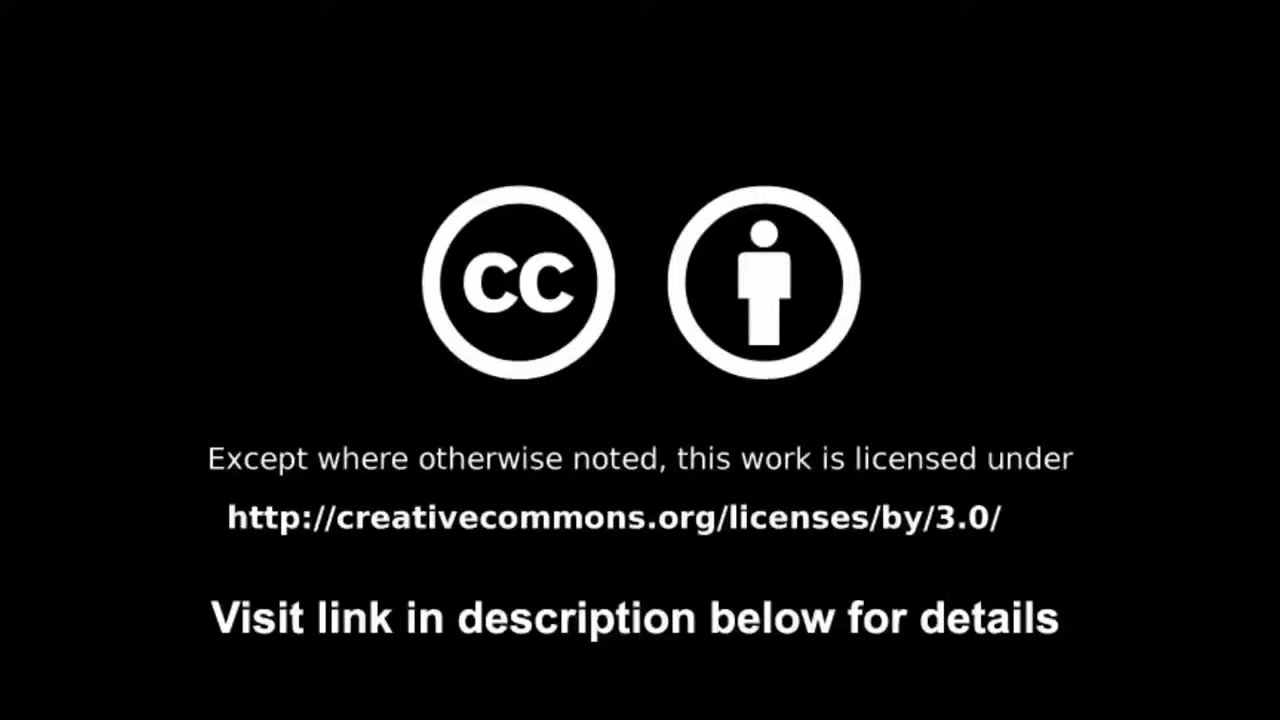 cc
Except where otherwise noted, this work is licensed under
http://creativecommons.org/licenses/by/3.0/
Visit link in description below for details